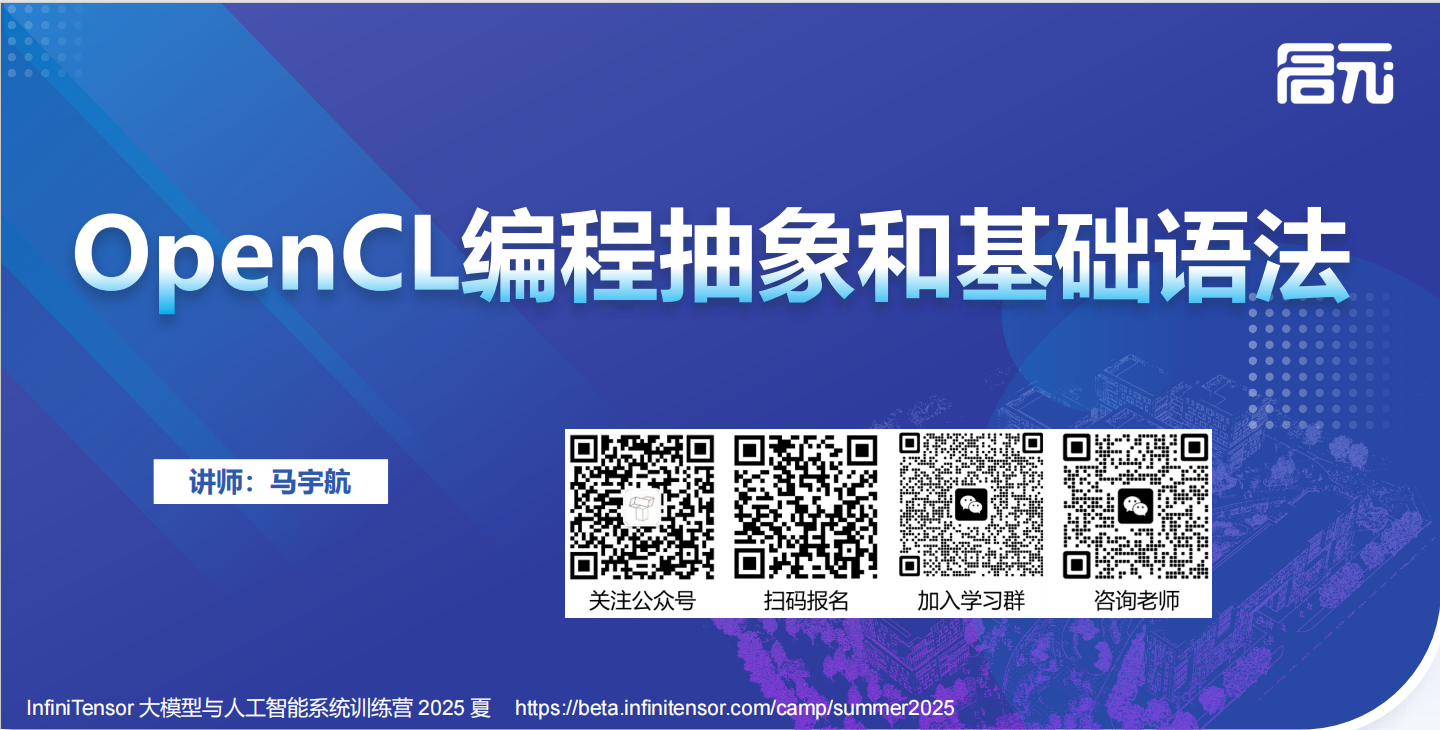 启元
OpenCL编程抽象和基础语法
讲师：马宇航
关注公众号
扫码报名
加入学习群
咨询老师
InfiniTensor 大模型与人工智能系统训练营 2025 夏 https://beta.infinitensor.com/camp/summer2025